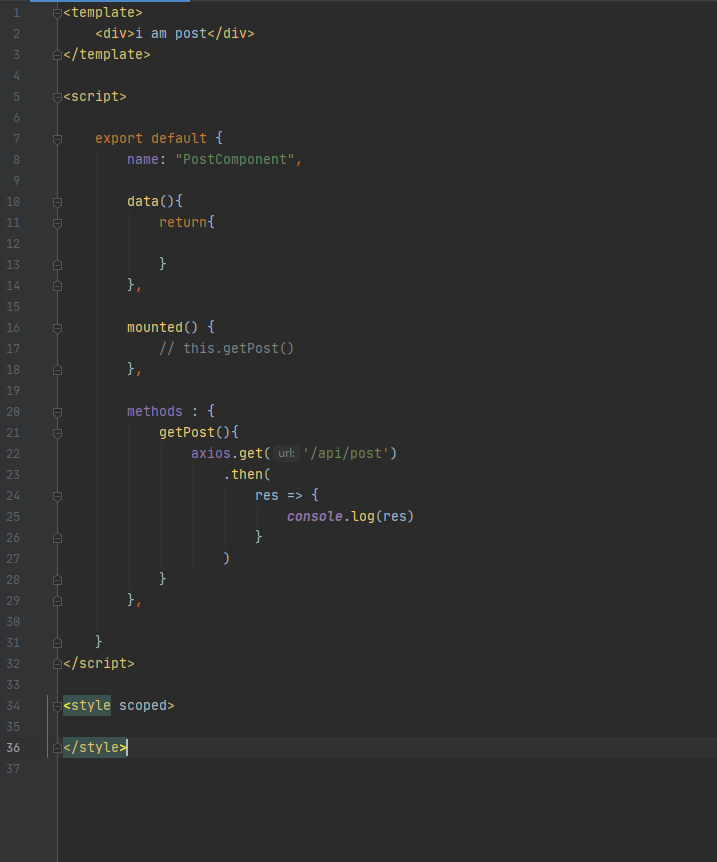 1 <template>
2     <div>i am post</div>
3 </template>
4
5 <script>
6
7     export default {
8         name: "PostComponent",
9
10         data(){
11             return{
12
13             }
14         },
15
16         mounted() {
17             // this.getPost()
18         },
19
20         methods : {
21             getPost(){
22                 axios.get( url: '/api/post')
23                     .then(
24                         res => {
25                             console.log(res)
26                         }
27                     )
28             }
29         },
30
31     }
32 </script>
33
34 <style scoped>
35
36 </style>
37